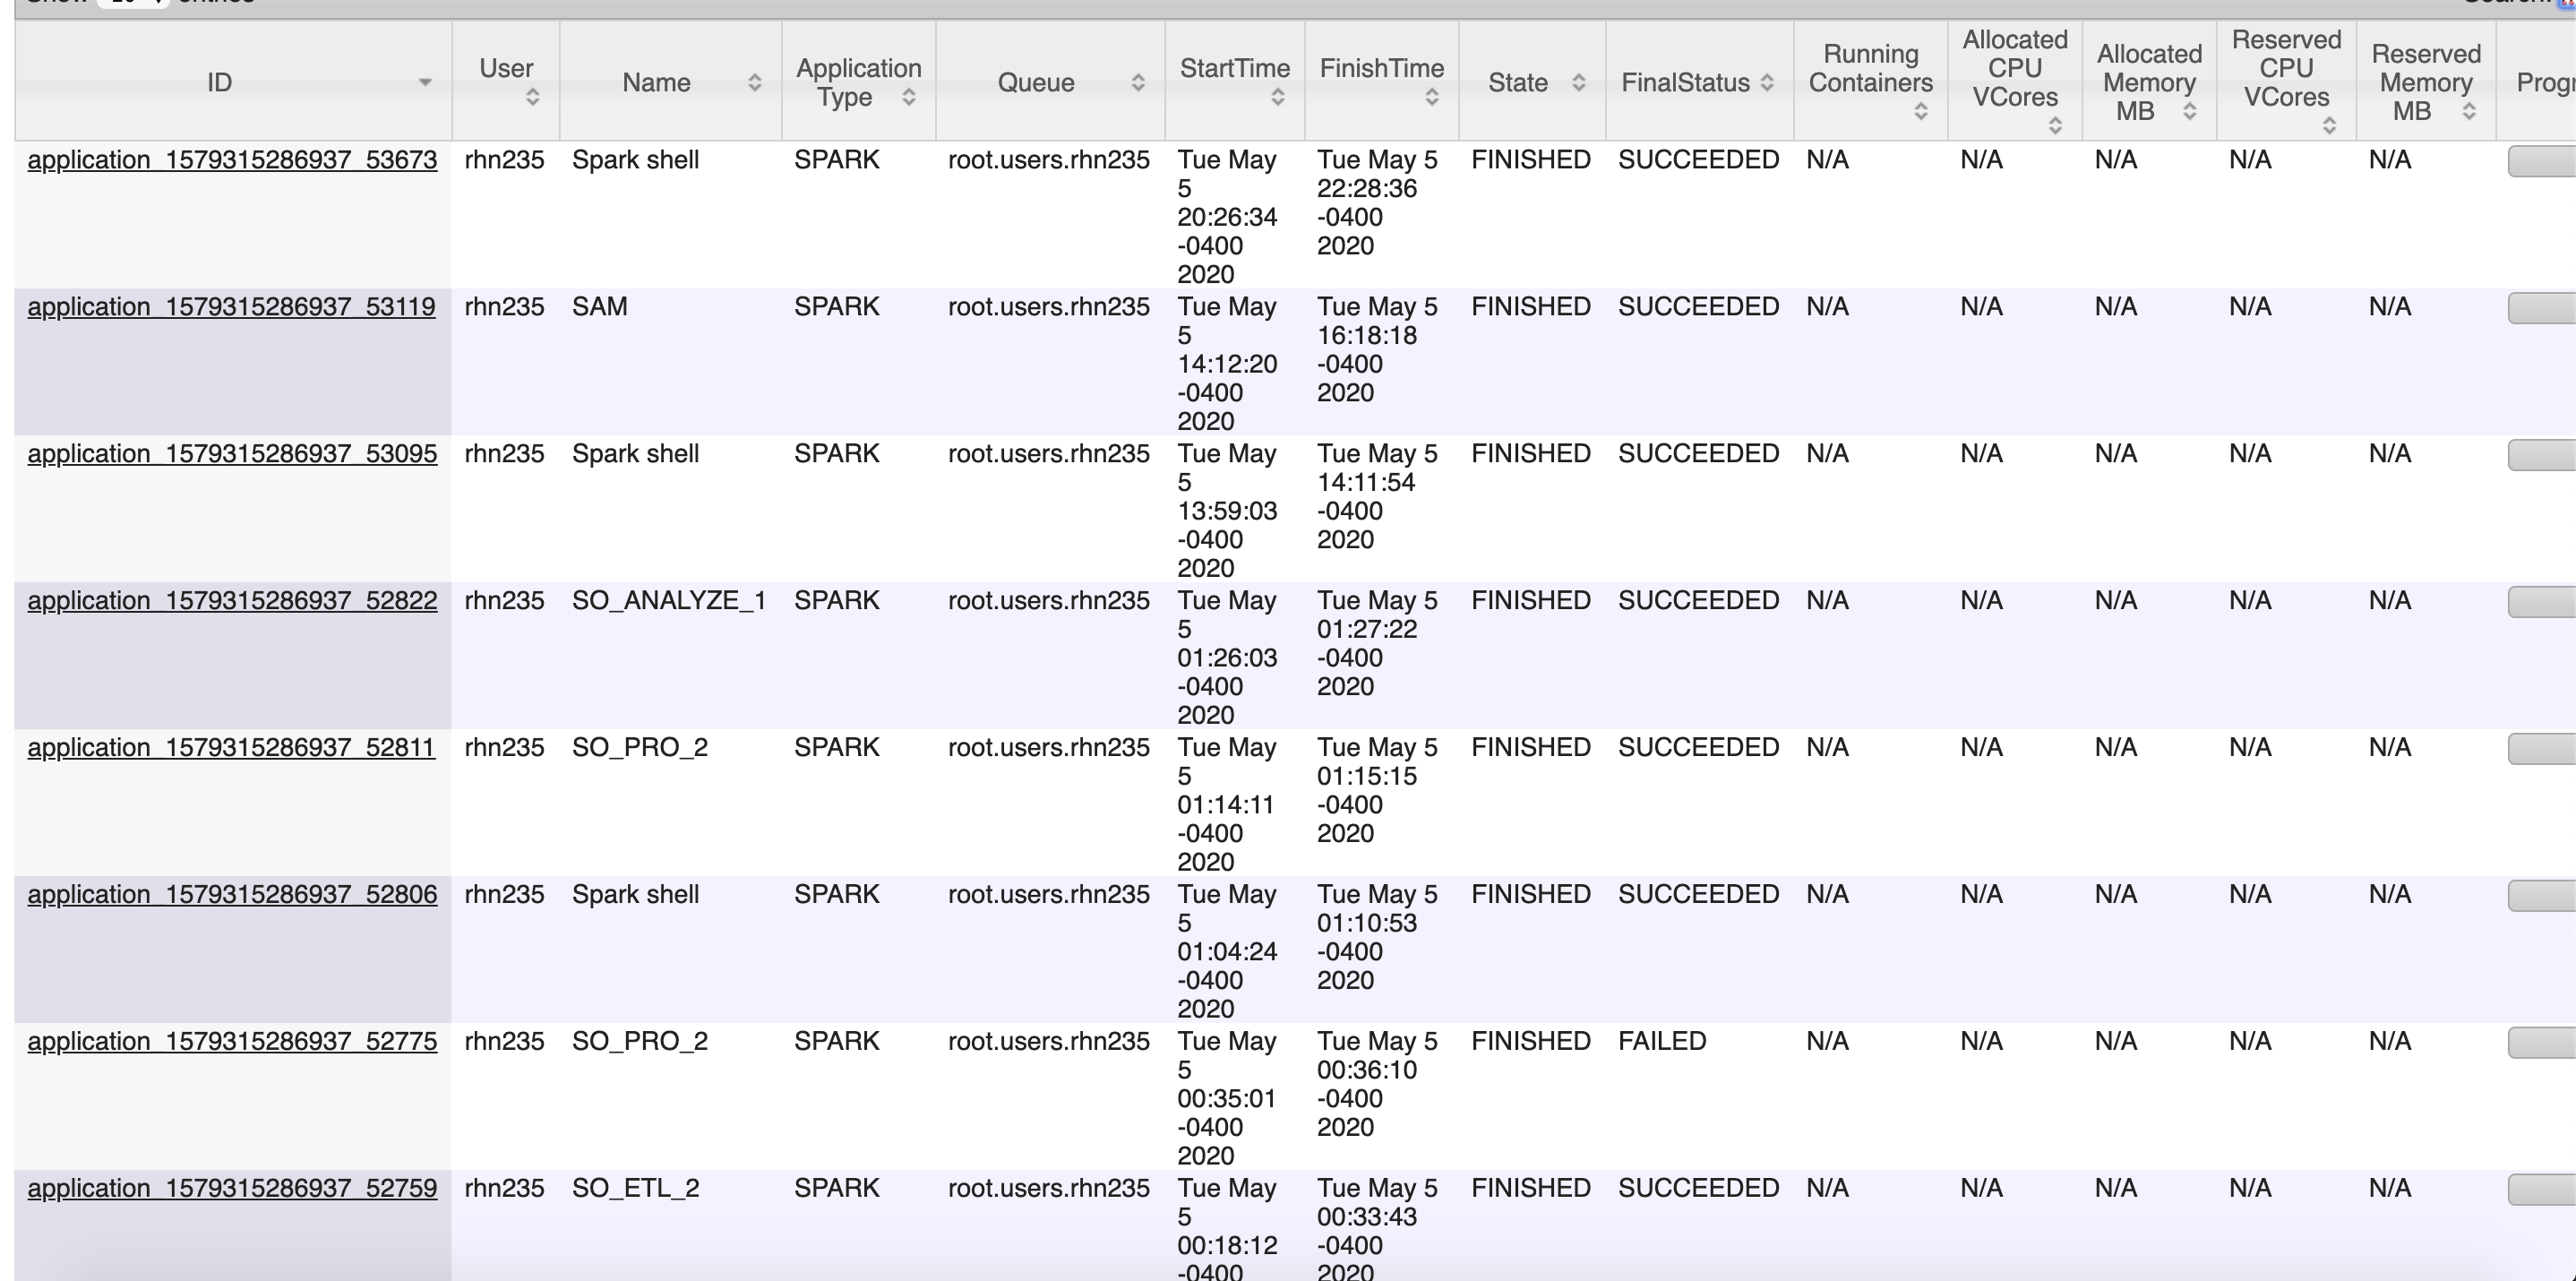 ID User Name Application Type Queue StartTime FinishTime State FinalStatus Running Containers Allocated CPU VCores Allocated Memory MB Reserved CPU VCores Reserved Memory MB
application_1579315286937_53673 rhn235 Spark shell SPARK root.users.rhn235 Tue May 5 20:26:34 -0400 2020 Tue May 5 22:28:36 -0400 2020 FINISHED SUCCEEDED N/A N/A N/A N/A N/A
application_1579315286937_53119 rhn235 SAM SPARK root.users.rhn235 Tue May 5 14:12:20 -0400 2020 Tue May 5 16:18:18 -0400 2020 FINISHED SUCCEEDED N/A N/A N/A N/A N/A
application_1579315286937_53095 rhn235 Spark shell SPARK root.users.rhn235 Tue May 5 13:59:03 -0400 2020 Tue May 5 14:11:54 -0400 2020 FINISHED SUCCEEDED N/A N/A N/A N/A N/A
application_1579315286937_52822 rhn235 SO_ANALYZE_1 SPARK root.users.rhn235 Tue May 5 01:26:03 -0400 2020 Tue May 5 01:27:22 -0400 2020 FINISHED SUCCEEDED N/A N/A N/A N/A N/A
application_1579315286937_52811 rhn235 SO_PRO_2 SPARK root.users.rhn235 Tue May 5 01:14:11 -0400 2020 Tue May 5 01:15:15 -0400 2020 FINISHED SUCCEEDED N/A N/A N/A N/A N/A
application_1579315286937_52806 rhn235 Spark shell SPARK root.users.rhn235 Tue May 5 01:04:24 -0400 2020 Tue May 5 01:10:53 -0400 2020 FINISHED SUCCEEDED N/A N/A N/A N/A N/A
application_1579315286937_52775 rhn235 SO_PRO_2 SPARK root.users.rhn235 Tue May 5 00:35:01 -0400 2020 Tue May 5 00:36:10 -0400 2020 FINISHED FAILED N/A N/A N/A N/A N/A
application_1579315286937_52759 rhn235 SO_ETL_2 SPARK root.users.rhn235 Tue May 5 00:18:12 -0400 Tue May 5 00:33:43 -0400 2020 FINISHED SUCCEEDED N/A N/A N/A N/A N/A